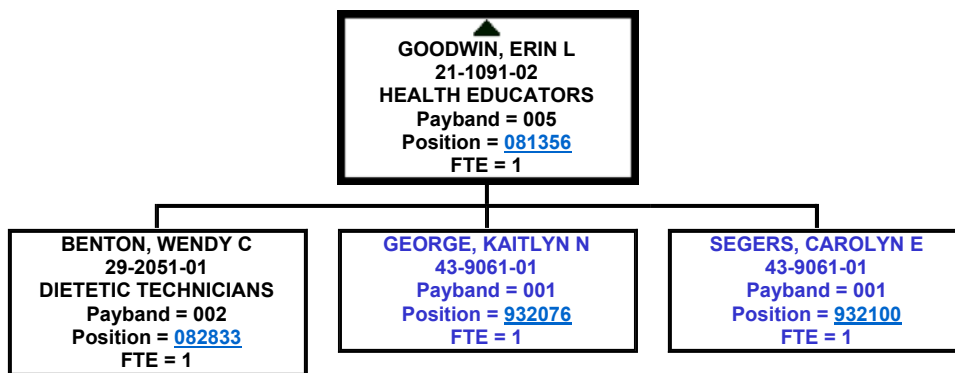 GOODWIN, ERIN L
21-1091-02
HEALTH EDUCATORS
Payband = 005
Position = 081356
FTE = 1
BENTON, WENDY C
29-2051-01
DIETETIC TECHNICIANS
Payband = 002
Position = 082833
FTE = 1
GEORGE, KAITLYN N
43-9061-01
Payband = 001
Position = 932076
FTE = 1
SEGERS, CAROLYN E
43-9061-01
Payband = 001
Position = 932100
FTE = 1